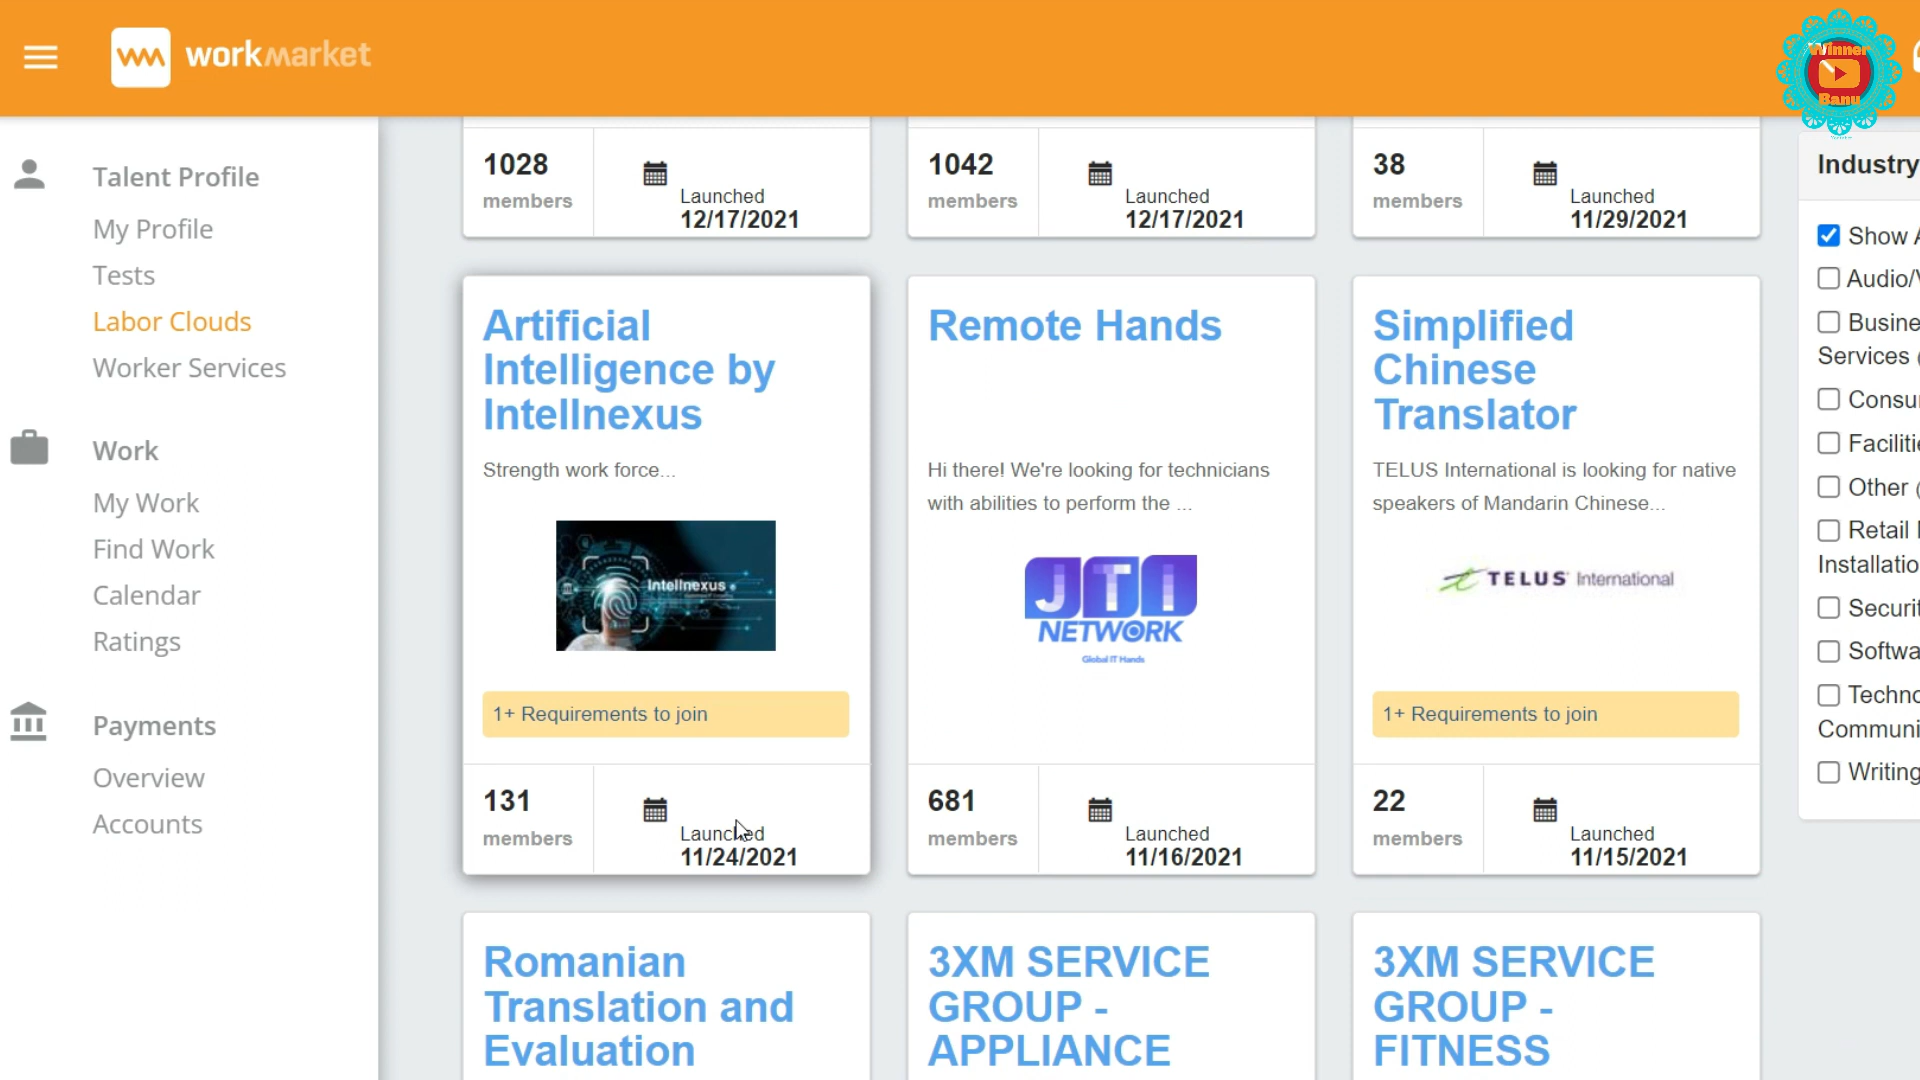 workmarket
Winner
Banu
Talent Profile
My Profile
Tests
Labor Clouds
Worker Services
Work
My Work
Find Work
Calendar
Ratings
Payments
Overview
Accounts
1028
members
Launched
12/17/2021
1042
members
Launched
12/17/2021
38
members
Launched
11/29/2021
Artificial
Intelligence by
Intellnexus
Strength work force...
Intellnexus
1+ Requirements to join
131
members
Launched
11/24/2021
Remote Hands
Hi there! We're looking for technicians
with abilities to perform the ...
JTI
NETWORK
Global IT Hands
681
members
Launched
11/16/2021
Simplified
Chinese
Translator
TELUS International is looking for native
speakers of Mandarin Chinese...
TELUS International
1+ Requirements to join
22
members
Launched
11/15/2021
Romanian
Translation and
Evaluation
3XM SERVICE
GROUP -
APPLIANCE
3XM SERVICE
GROUP -
FITNESS
Industry
Show A
Audio/V
Busine
Services (
Consu
Faciliti
Other (
Retail
Installatio
Securit
Softwa
Techno
Communi
Writing